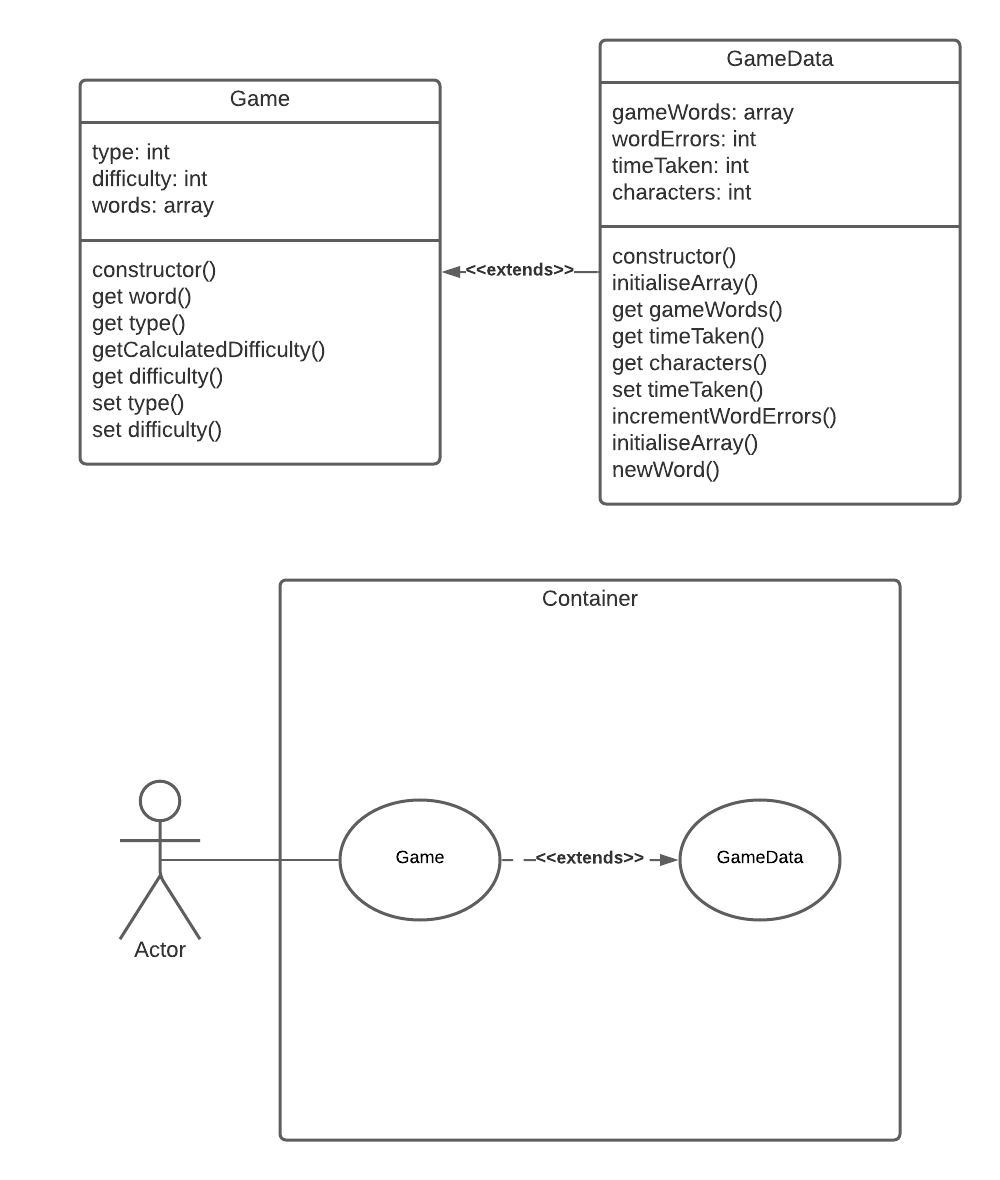 Game
type: int
difficulty: int
words: array
constructor()
get word()
get type()
getCalculatedDifficulty()
get difficulty()
set type()
set difficulty()
<<extends>>
GameData
gameWords: array
wordErrors: int
timeTaken: int
characters: int
constructor()
initialiseArray()
get gameWords()
get timeTaken()
get characters()
set timeTaken()
incrementWordErrors()
initialiseArray()
newWord()
Container
Actor
Game
<<extends>>
GameData